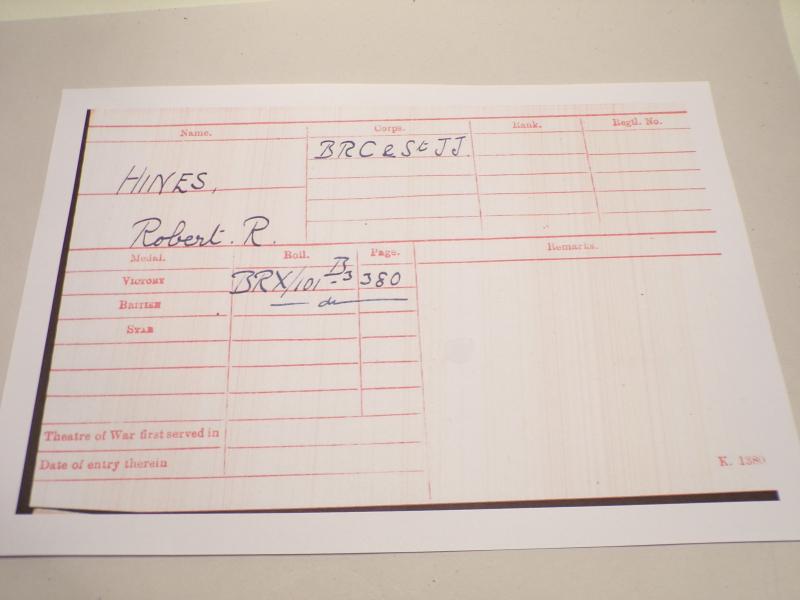 Name. Corps. Rank. Regtl. No.
BRC & St JJ.
HINES,
Robert. R.
Medal. Roll. Page. Remarks.
VICTORY BRX/101 B-3 380
BRITISH do
STAR
Theatre of War first served in
Date of entry therein
K. 1380